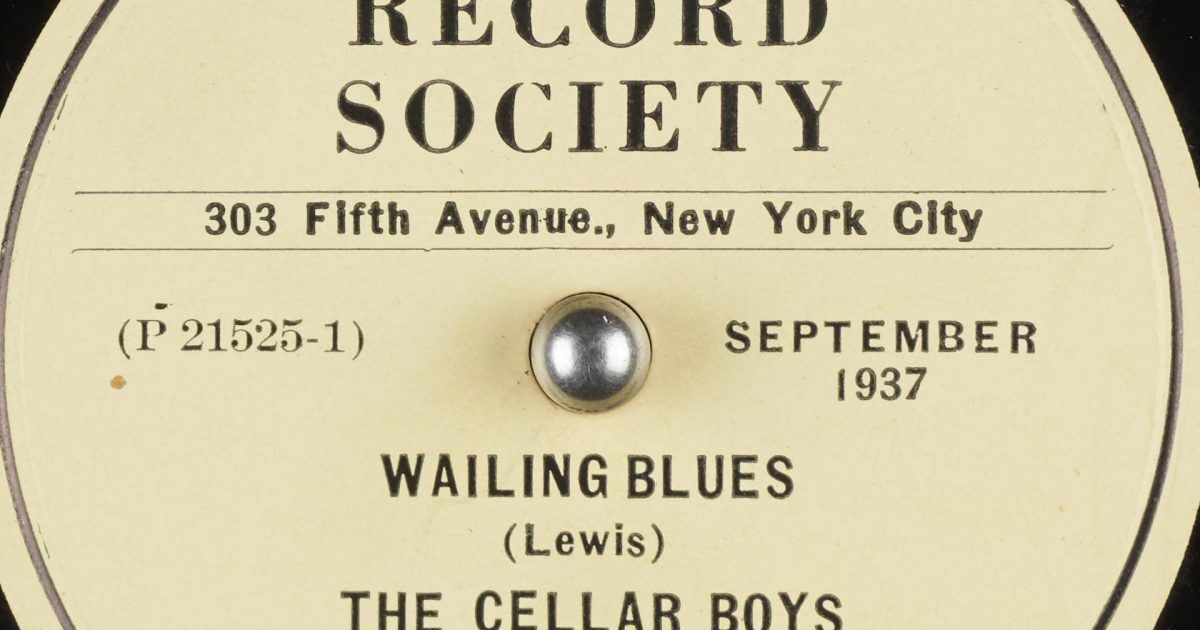 RECORD
SOCIETY
303 Fifth Avenue., New York City
(P 21525-1)
SEPTEMBER
1937
WAILING BLUES
(Lewis)
THE CELLAR BOYS